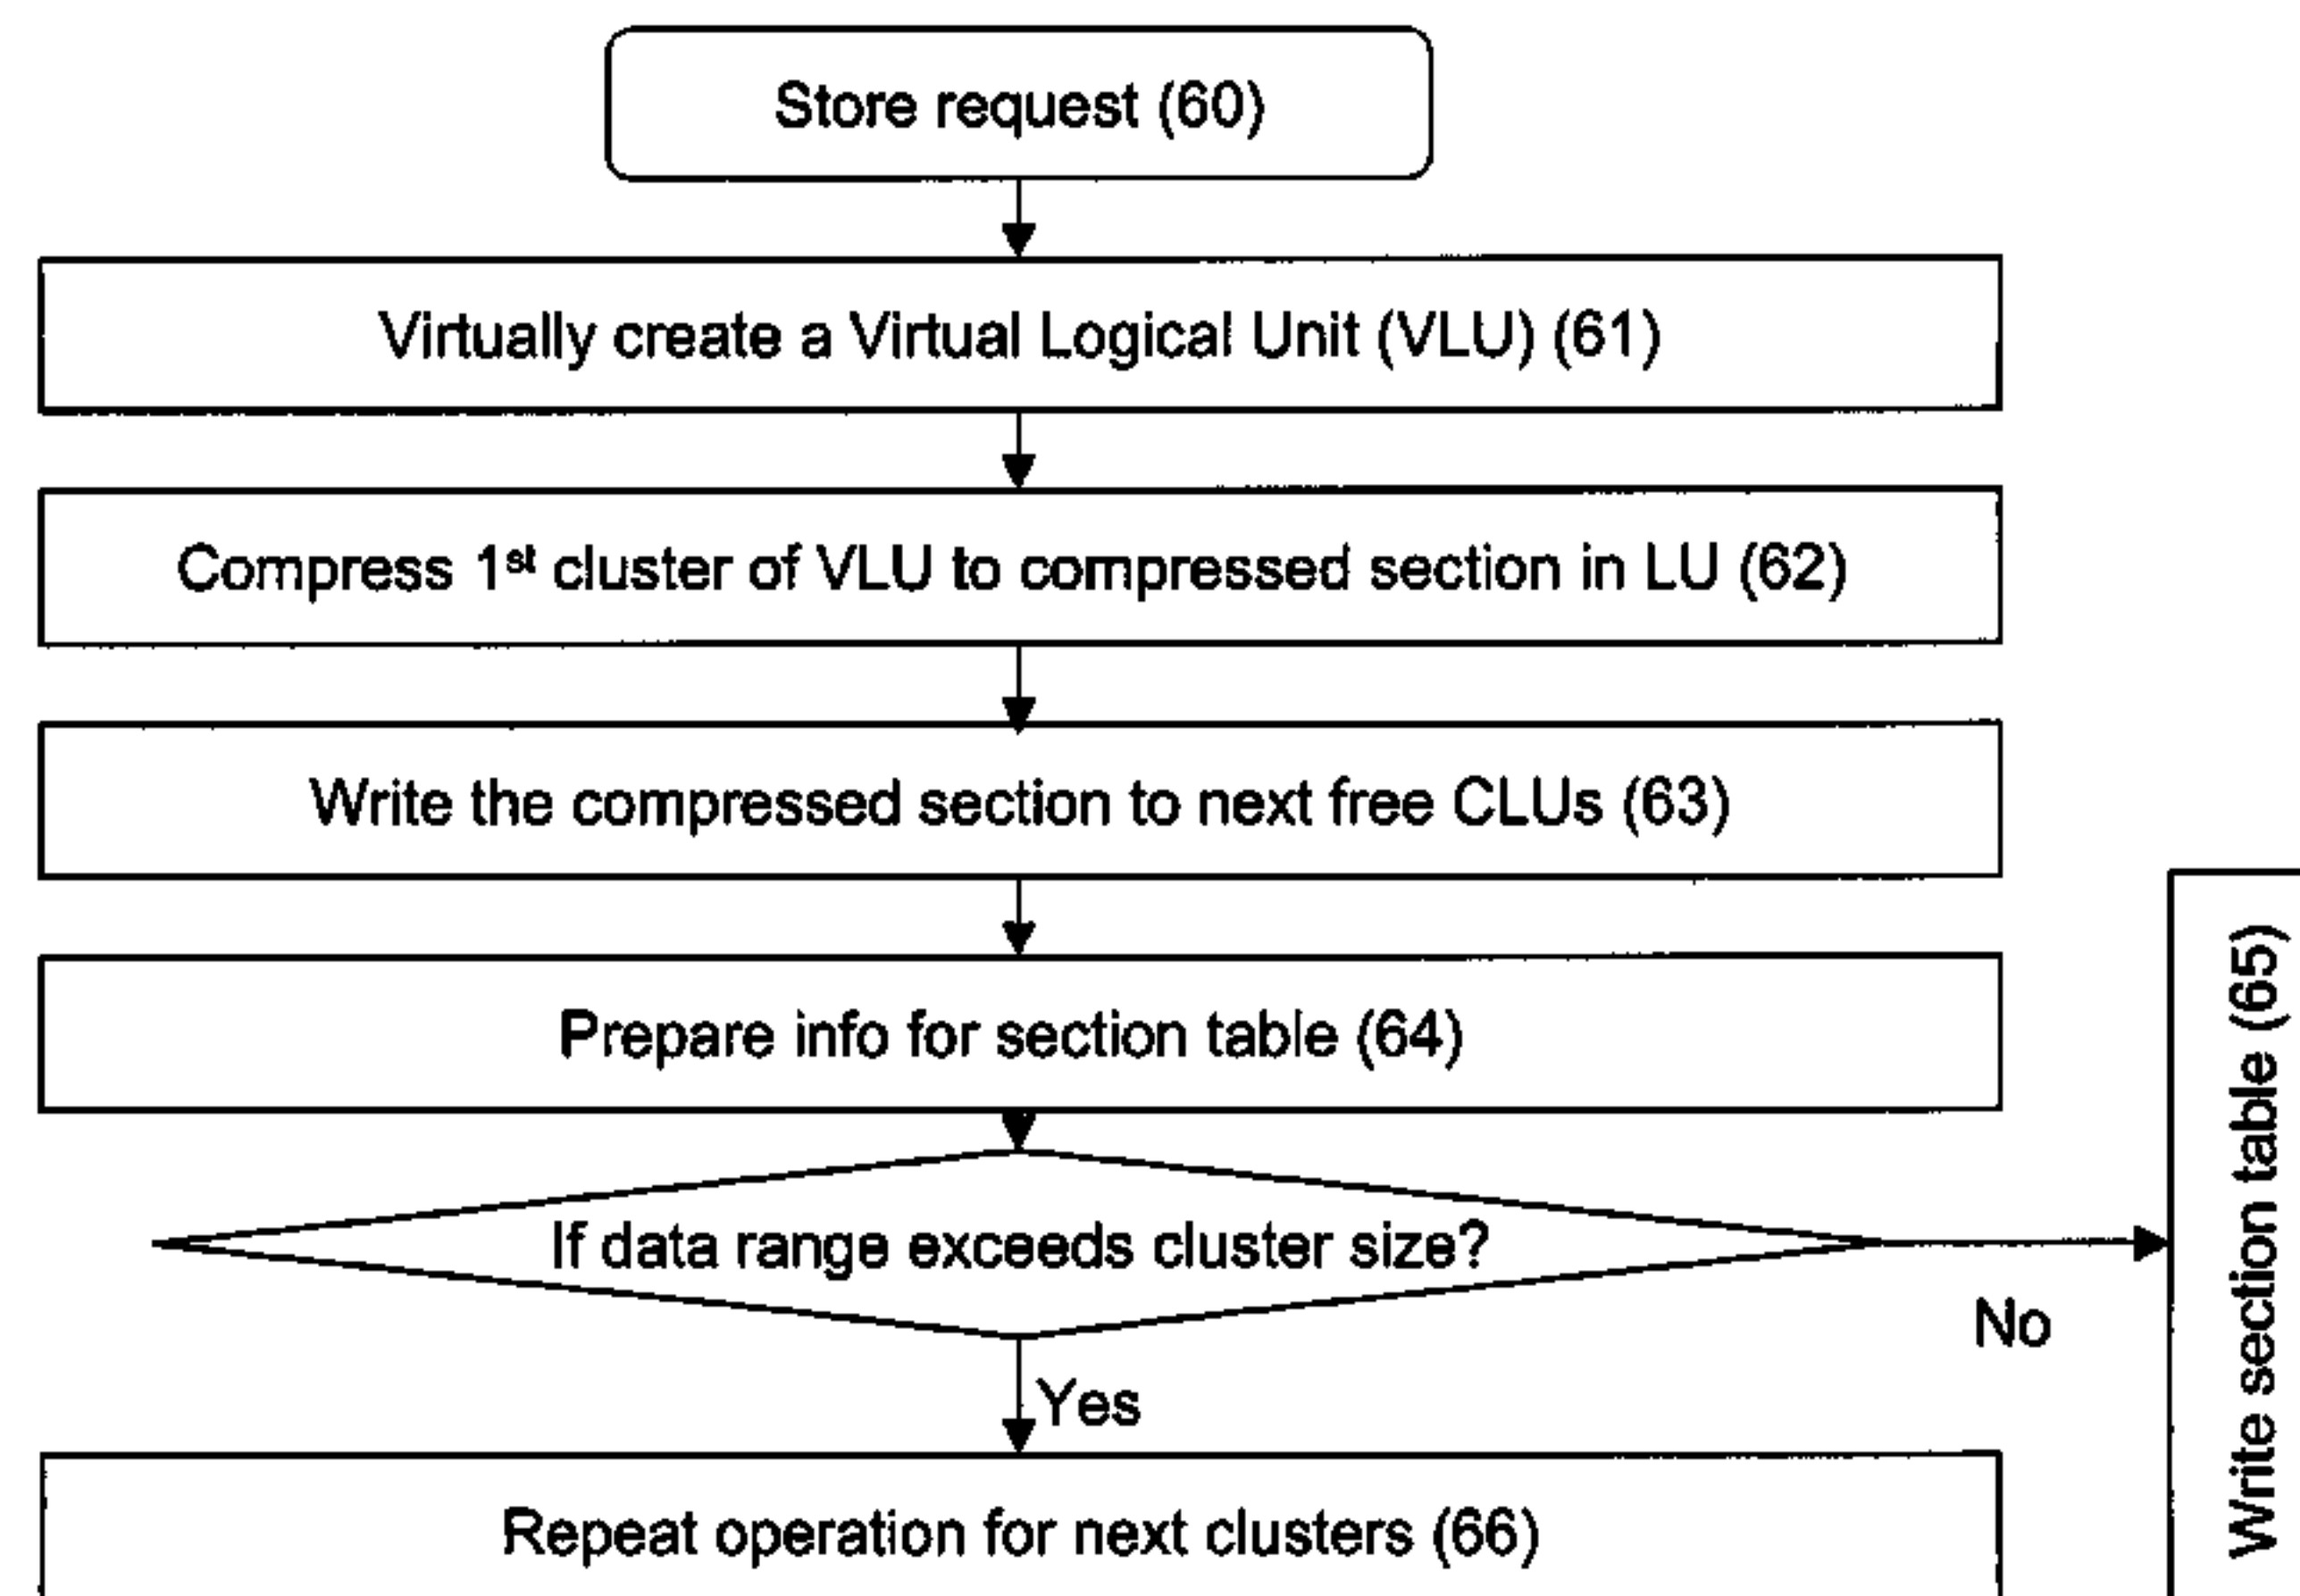 Store request (60)
Virtually create a Virtual Logical Unit (VLU) (61)
Compress 1st cluster of VLU to compressed section in LU (62)
Write the compressed section to next free CLUs (63)
Prepare info for section table (64)
If data range exceeds cluster size?
No
Yes
Repeat operation for next clusters (66)
Write section table (65)